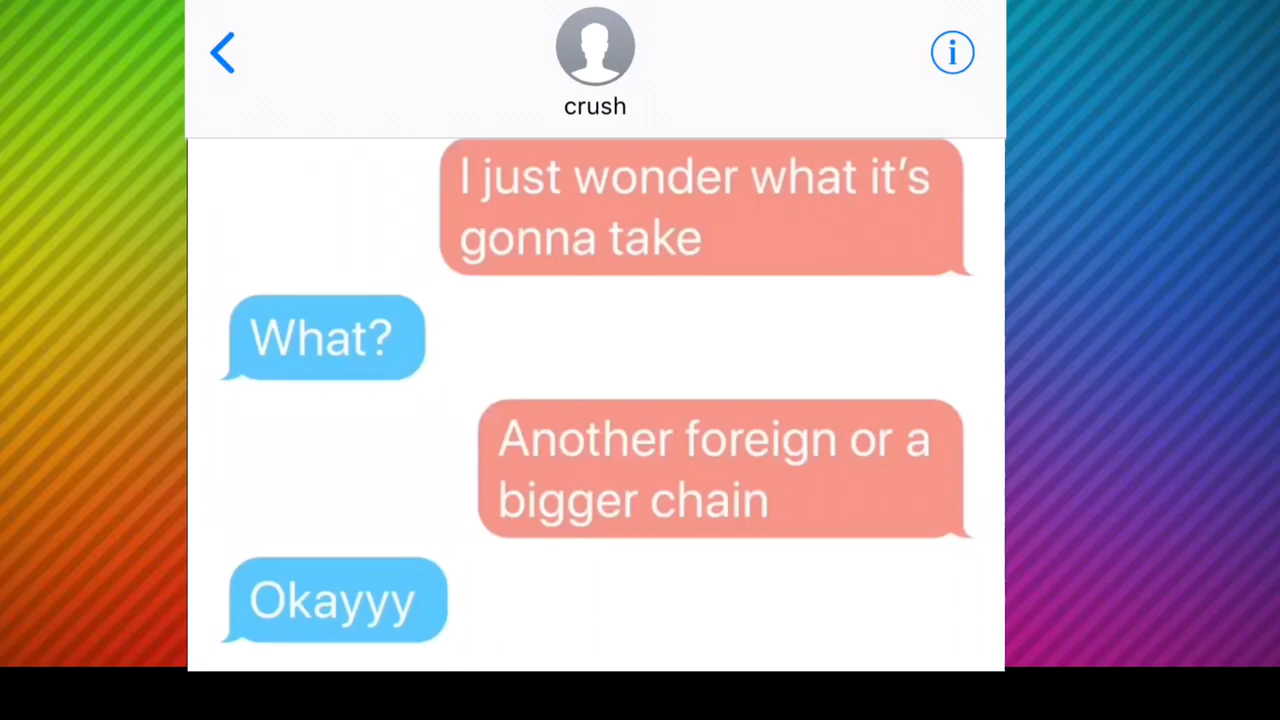 crush
I just wonder what it’s
gonna take
What?
Another foreign or a
bigger chain
Okayyy